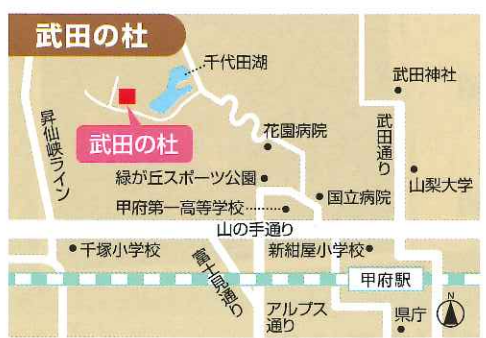 武田の杜
千代田湖
武田神社
昇仙峡ライン
武田の杜
花園病院
武田通り
緑が丘スポーツ公園
山梨大学
甲府第一高等学校
国立病院
山の手通り
千塚小学校
富士見通り
新紺屋小学校
甲府駅
アルプス
通り
県庁
N